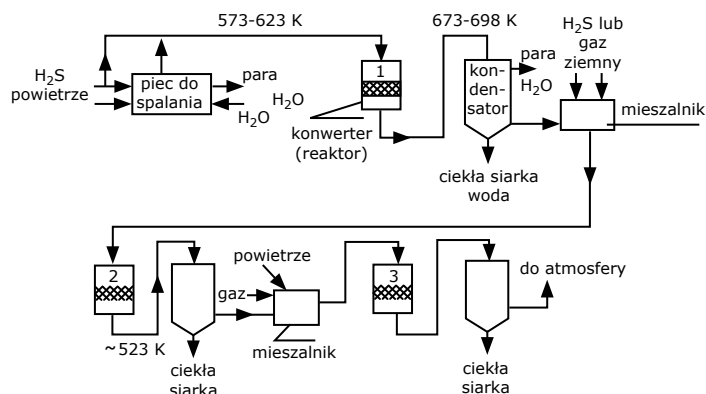 573-623 K
673-698 K
H₂S lub
gaz
ziemny
H₂S
powietrze
piec do
spalania
para
H₂O
H₂O
1
konwerter
(reaktor)
kon-
den-
sator
para
H₂O
mieszalnik
ciekła siarka
woda
2
~523 K
ciekła
siarka
powietrze
gaz
mieszalnik
3
do atmosfery
ciekła
siarka